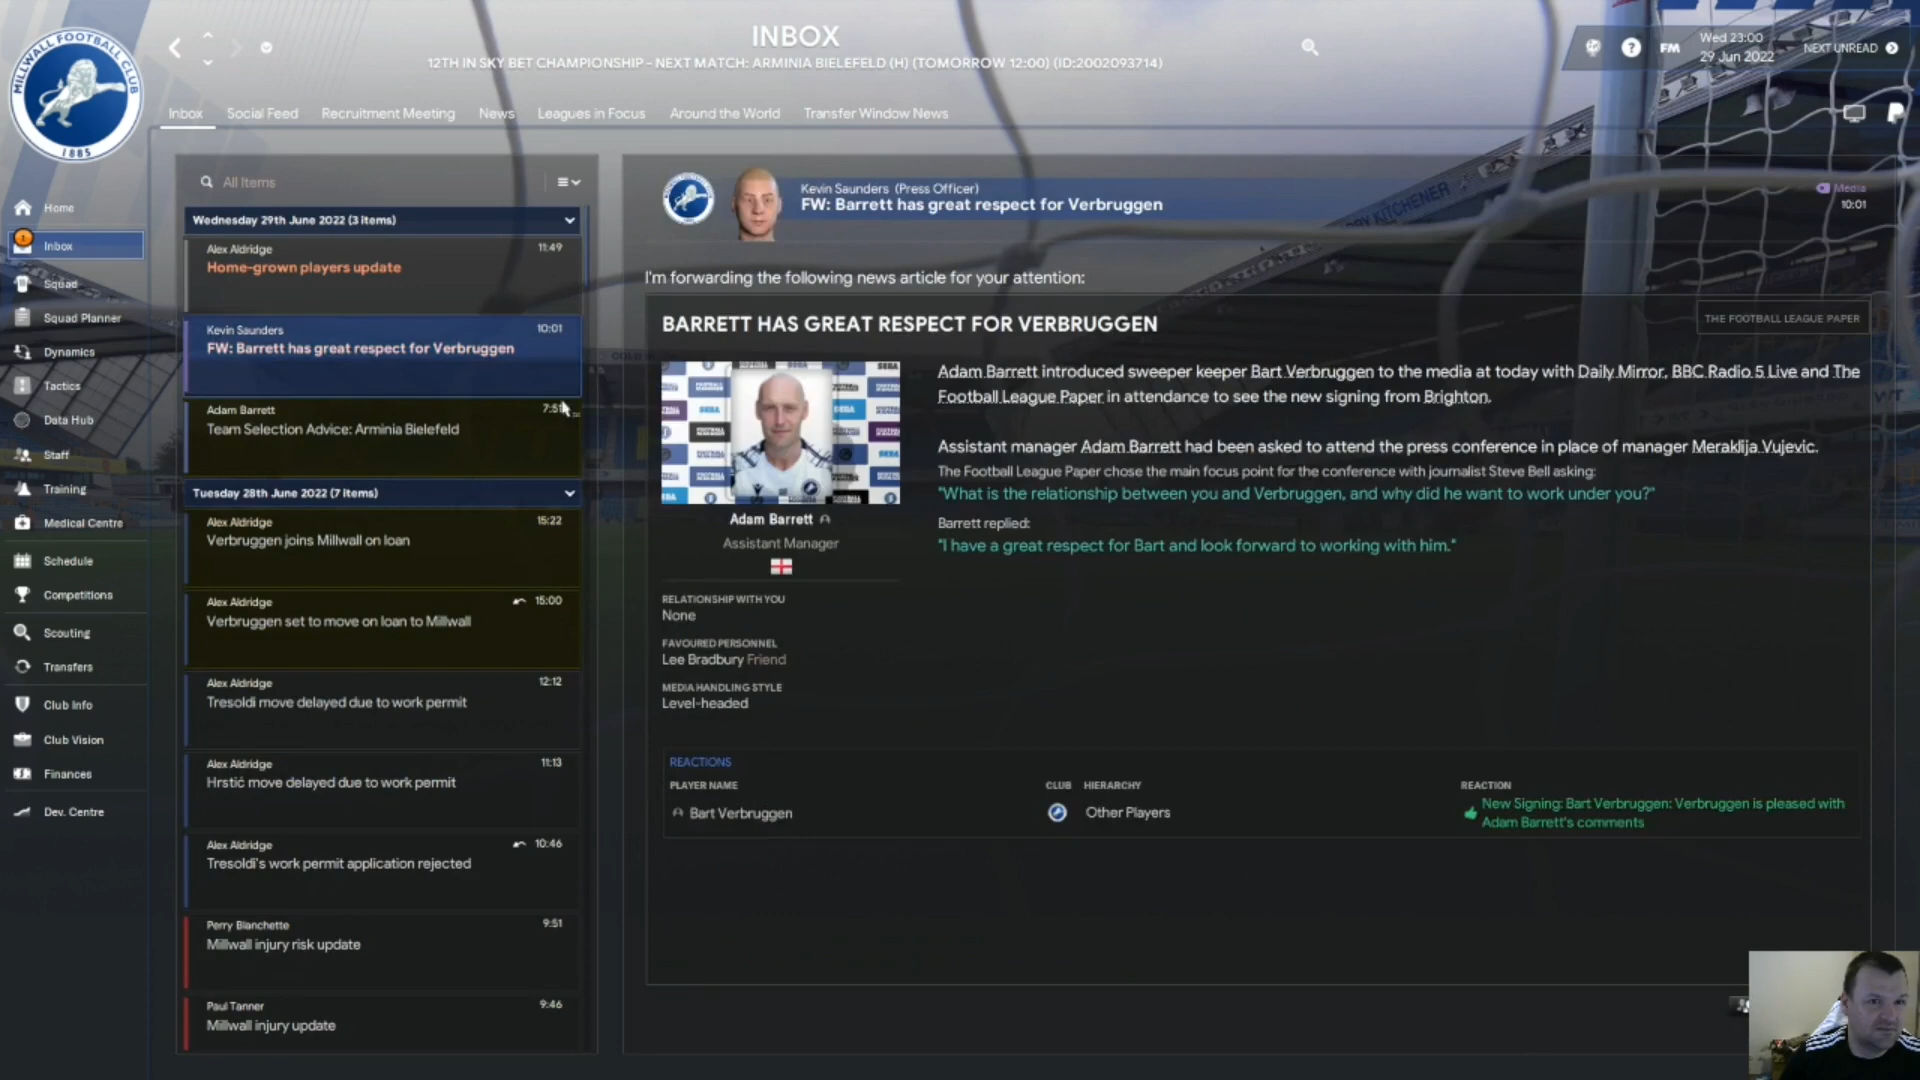 MILLWALL FOOTBALL CLUB
1885
INBOX
12TH IN SKY BET CHAMPIONSHIP - NEXT MATCH: ARMINIA BIELEFELD (H) (TOMORROW 12:00) (ID:2002093714)
FM
Wed 23:00
29 Jun 2022
NEXT UNREAD
Inbox
Social Feed
Recruitment Meeting
News
Leagues in Focus
Around the World
Transfer Window News
Home
Inbox
Squad
Squad Planner
Dynamics
Tactics
Data Hub
Staff
Training
Medical Centre
Schedule
Competitions
Scouting
Transfers
Club Info
Club Vision
Finances
Dev. Centre
All Items
Wednesday 29th June 2022 (3 items)
Alex Aldridge 11:49
Home-grown players update
Kevin Saunders 10:01
FW: Barrett has great respect for Verbruggen
Adam Barrett 7:51
Team Selection Advice: Arminia Bielefeld
Tuesday 28th June 2022 (7 items)
Alex Aldridge 15:22
Verbruggen joins Millwall on loan
Alex Aldridge 15:00
Verbruggen set to move on loan to Millwall
Alex Aldridge 12:12
Tresoldi move delayed due to work permit
Alex Aldridge 11:13
Hrstić move delayed due to work permit
Alex Aldridge 10:46
Tresoldi's work permit application rejected
Perry Blanchette 9:51
Millwall injury risk update
Paul Tanner 9:46
Millwall injury update
Kevin Saunders (Press Officer)
FW: Barrett has great respect for Verbruggen
Media
10:01
I'm forwarding the following news article for your attention:
BARRETT HAS GREAT RESPECT FOR VERBRUGGEN
THE FOOTBALL LEAGUE PAPER
Adam Barrett introduced sweeper keeper Bart Verbruggen to the media at today with Daily Mirror, BBC Radio 5 Live and The
Football League Paper in attendance to see the new signing from Brighton.
Assistant manager Adam Barrett had been asked to attend the press conference in place of manager Meraklija Vujevic.
The Football League Paper chose the main focus point for the conference with journalist Steve Bell asking:
"What is the relationship between you and Verbruggen, and why did he want to work under you?"
Barrett replied:
"I have a great respect for Bart and look forward to working with him."
Adam Barrett
Assistant Manager
RELATIONSHIP WITH YOU
None
FAVOURED PERSONNEL
Lee Bradbury Friend
MEDIA HANDLING STYLE
Level-headed
REACTIONS
PLAYER NAME CLUB HIERARCHY REACTION
Bart Verbruggen Other Players New Signing: Bart Verbruggen: Verbruggen is pleased with
Adam Barrett's comments